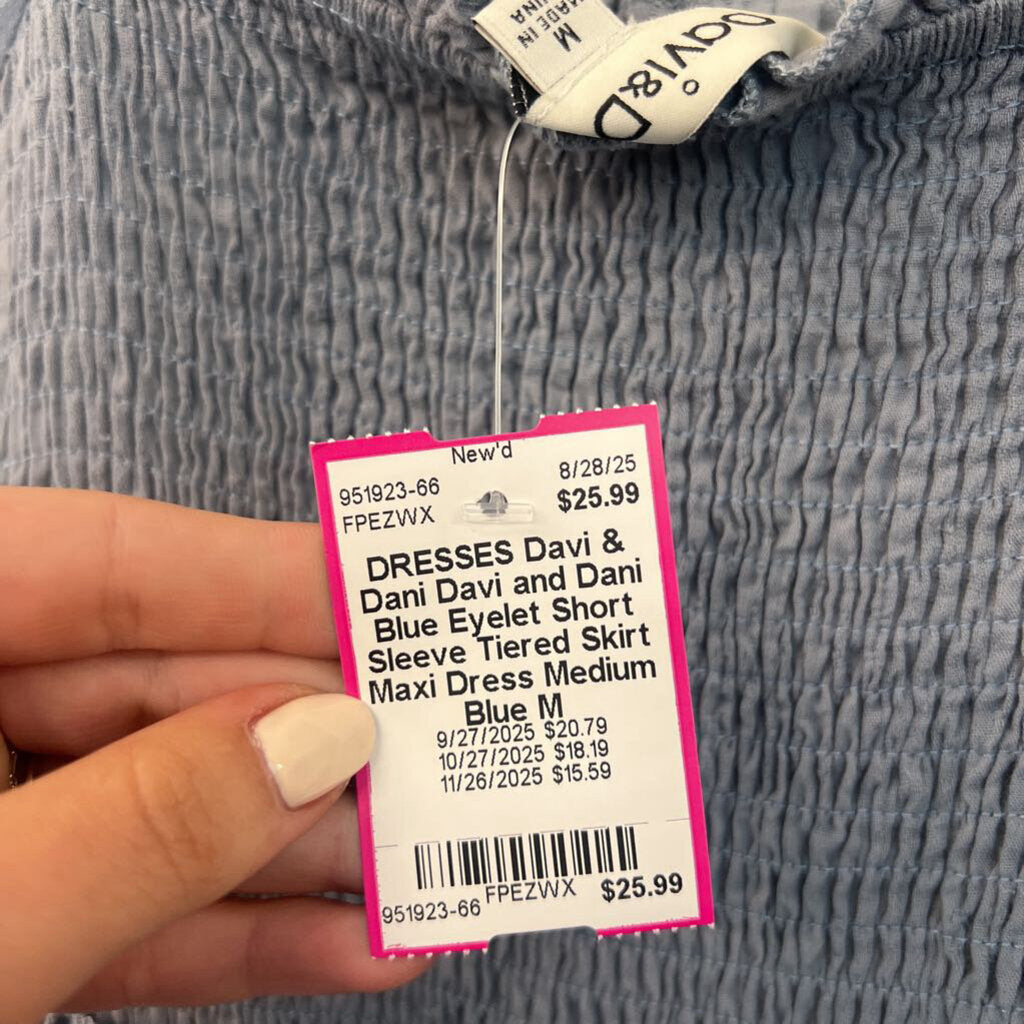 M
MADE IN
Davi&D
New'd
951923-66
8/28/25
FPEZWX
$25.99
DRESSES Davi &
Dani Davi and Dani
Blue Eyelet Short
Sleeve Tiered Skirt
Maxi Dress Medium
Blue M
9/27/2025 $20.79
10/27/2025 $18.19
11/26/2025 $15.59
951923-66 FPEZWX $25.99